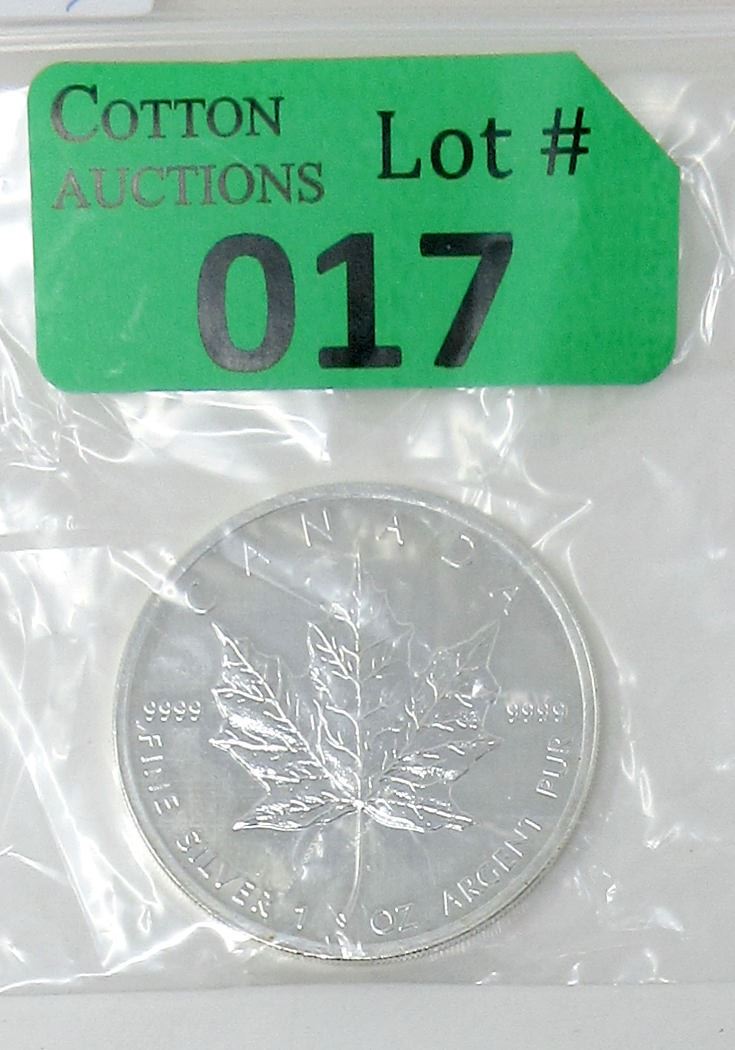 COTTON
AUCTIONS
Lot #
017
CANADA
9999
9999
FINE SILVER 1 OZ ARGENT PUR